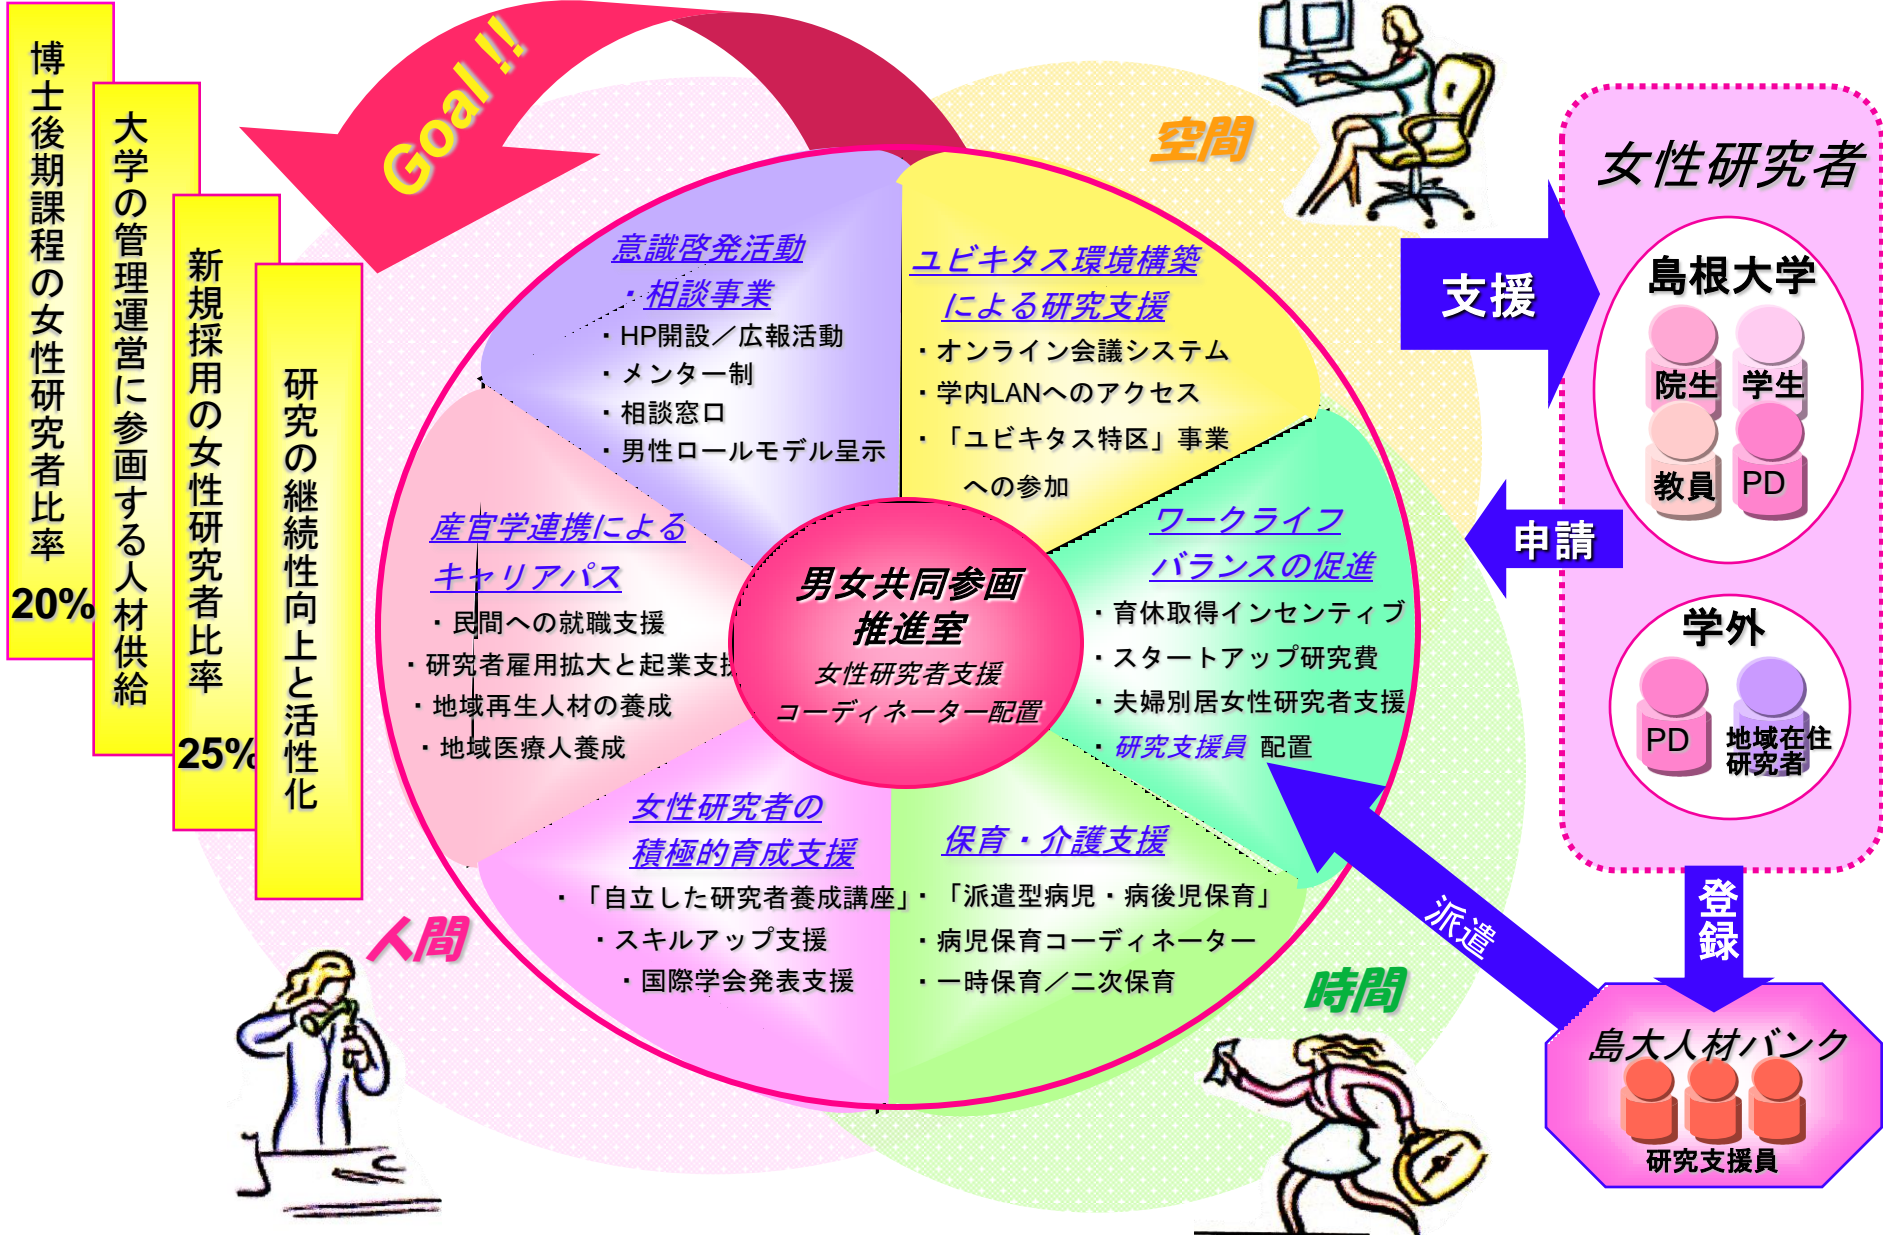 博士後期課程の女性研究者比率
20%
大学の管理運営に参画する人材供給
新規採用の女性研究者比率
25%
研究の継続性向上と活性化
Goal !!
空間
人間
時間
意識啓発活動
・相談事業
・HP開設／広報活動
・メンター制
・相談窓口
・男性ロールモデル呈示
ユビキタス環境構築
による研究支援
・オンライン会議システム
・学内LANへのアクセス
・「ユビキタス特区」事業
への参加
産官学連携による
キャリアパス
・民間への就職支援
・研究者雇用拡大と起業支援
・地域再生人材の養成
・地域医療人養成
男女共同参画
推進室
女性研究者支援
コーディネーター配置
ワークライフ
バランスの促進
・育休取得インセンティブ
・スタートアップ研究費
・夫婦別居女性研究者支援
・研究支援員 配置
女性研究者の
積極的育成支援
・「自立した研究者養成講座」
・スキルアップ支援
・国際学会発表支援
保育・介護支援
・「派遣型病児・病後児保育」
・病児保育コーディネーター
・一時保育／二次保育
支援
申請
女性研究者
島根大学
院生
学生
教員
PD
学外
PD
地域在住
研究者
登録
派遣
島大人材バンク
研究支援員